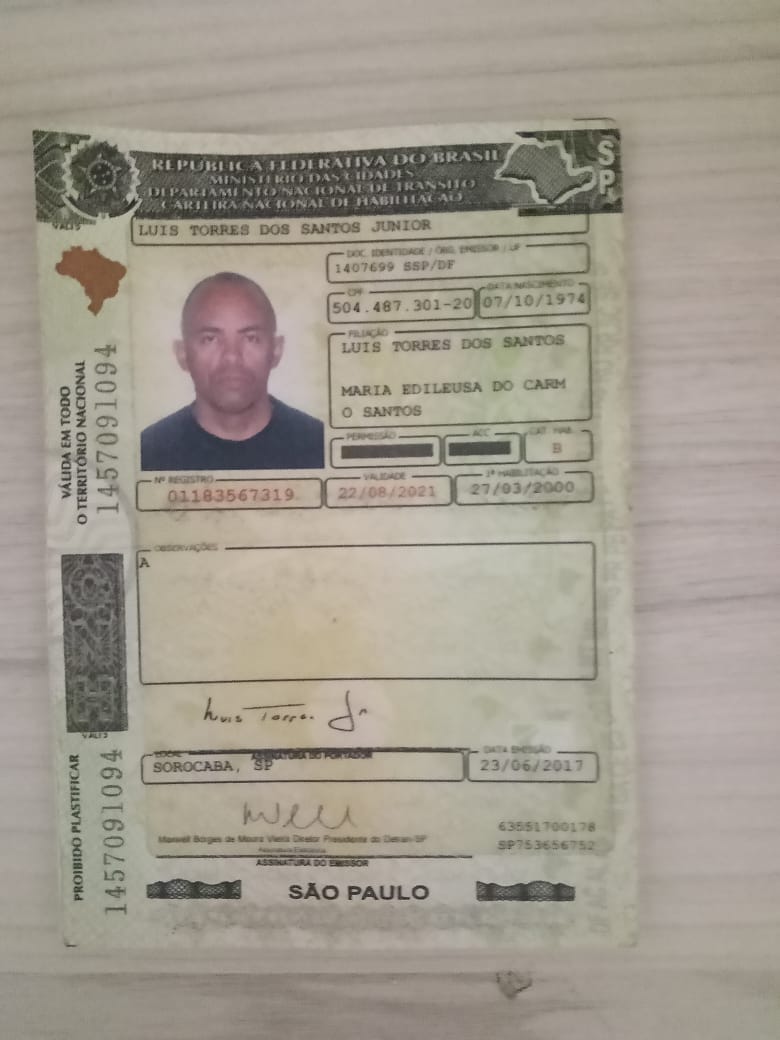 REPÚBLICA FEDERATIVA DO BRASIL
MINISTÉRIO DAS CIDADES
DEPARTAMENTO NACIONAL DE TRÂNSITO
CARTEIRA NACIONAL DE HABILITAÇÃO
SP
LUIS TORRES DOS SANTOS JUNIOR
DOC. IDENTIDADE / ÓRG. EMISSOR / UF
1407699 SSP/DF
CPF
504.487.301-20
DATA NASCIMENTO
07/10/1974
FILIAÇÃO
LUIS TORRES DOS SANTOS
MARIA EDILEUSA DO CARM
O SANTOS
PERMISSÃO
ACC
CAT. HAB.
B
Nº REGISTRO
01183567319
VALIDADE
22/08/2021
1ª HABILITAÇÃO
27/03/2000
VÁLIDA EM TODO
O TERRITÓRIO NACIONAL
1457091094
OBSERVAÇÕES
A
Luis Torres Jr
ASSINATURA DO PORTADOR
LOCAL
SOROCABA, SP
DATA EMISSÃO
23/06/2017
PROIBIDO PLASTIFICAR
1457091094
Maxwell Borges de Moura Vieira Diretor Presidente do Detran-SP
Assinatura Eletrônica
63551700178
SP753656752
ASSINATURA DO EMISSOR
SÃO PAULO